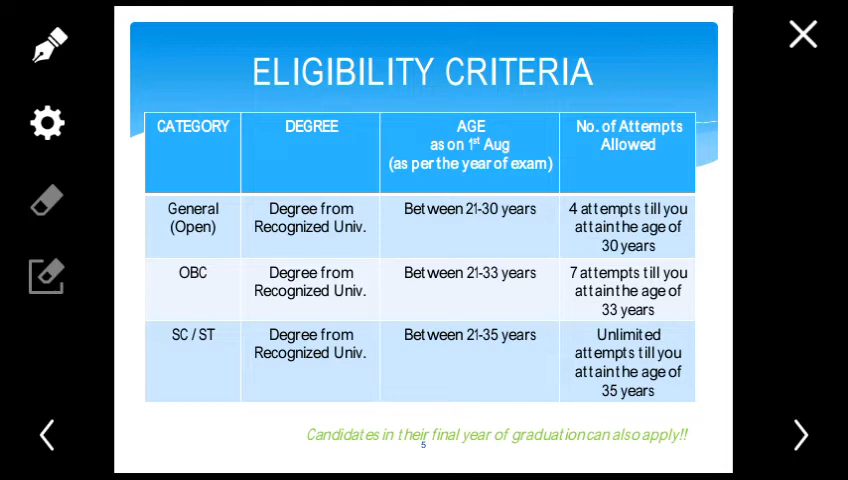 ELIGIBILITY CRITERIA
CATEGORY
DEGREE
AGE
as on 1st Aug
(as per the year of exam)
No. of Attempts
Allowed
General
(Open)
Degree from
Recognized Univ.
Between 21-30 years
4 attempts till you
attain the age of
30 years
OBC
Degree from
Recognized Univ.
Between 21-33 years
7 attempts till you
attain the age of
33 years
SC / ST
Degree from
Recognized Univ.
Between 21-35 years
Unlimited
attempts till you
attain the age of
35 years
Candidates in their final year of graduation can also apply!!
5